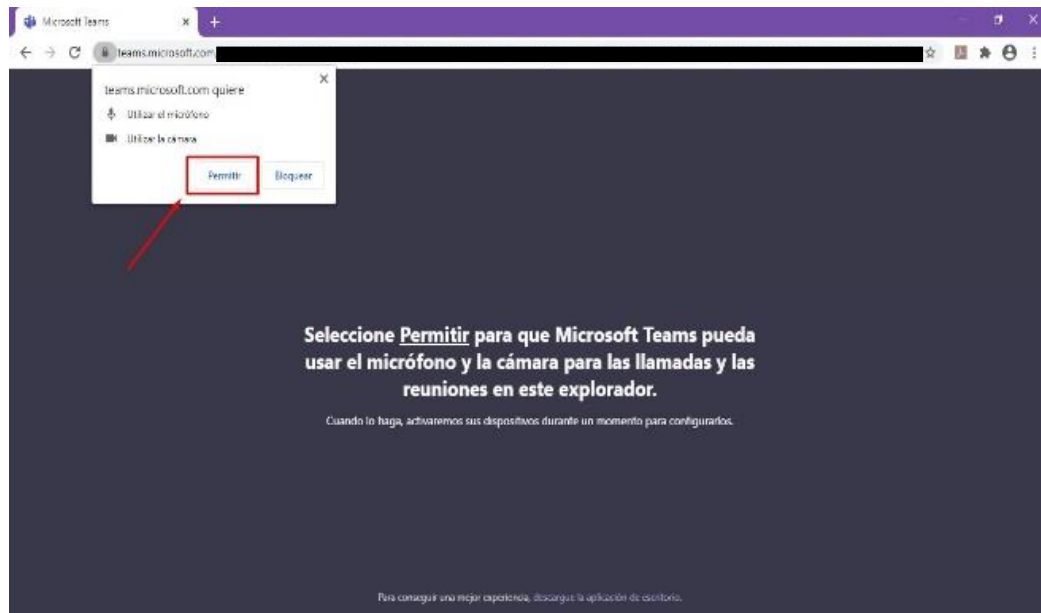 Microsoft Teams
teams.microsoft.com
teams.microsoft.com quiere
Utilizar el micrófono
Utilizar la cámara
Permitir Bloquear
Seleccione Permitir para que Microsoft Teams pueda
usar el micrófono y la cámara para las llamadas y las
reuniones en este explorador.
Cuando lo haga, activaremos sus dispositivos durante un momento para configurarlos.
Para conseguir una mejor experiencia, descargue la aplicación de escritorio.